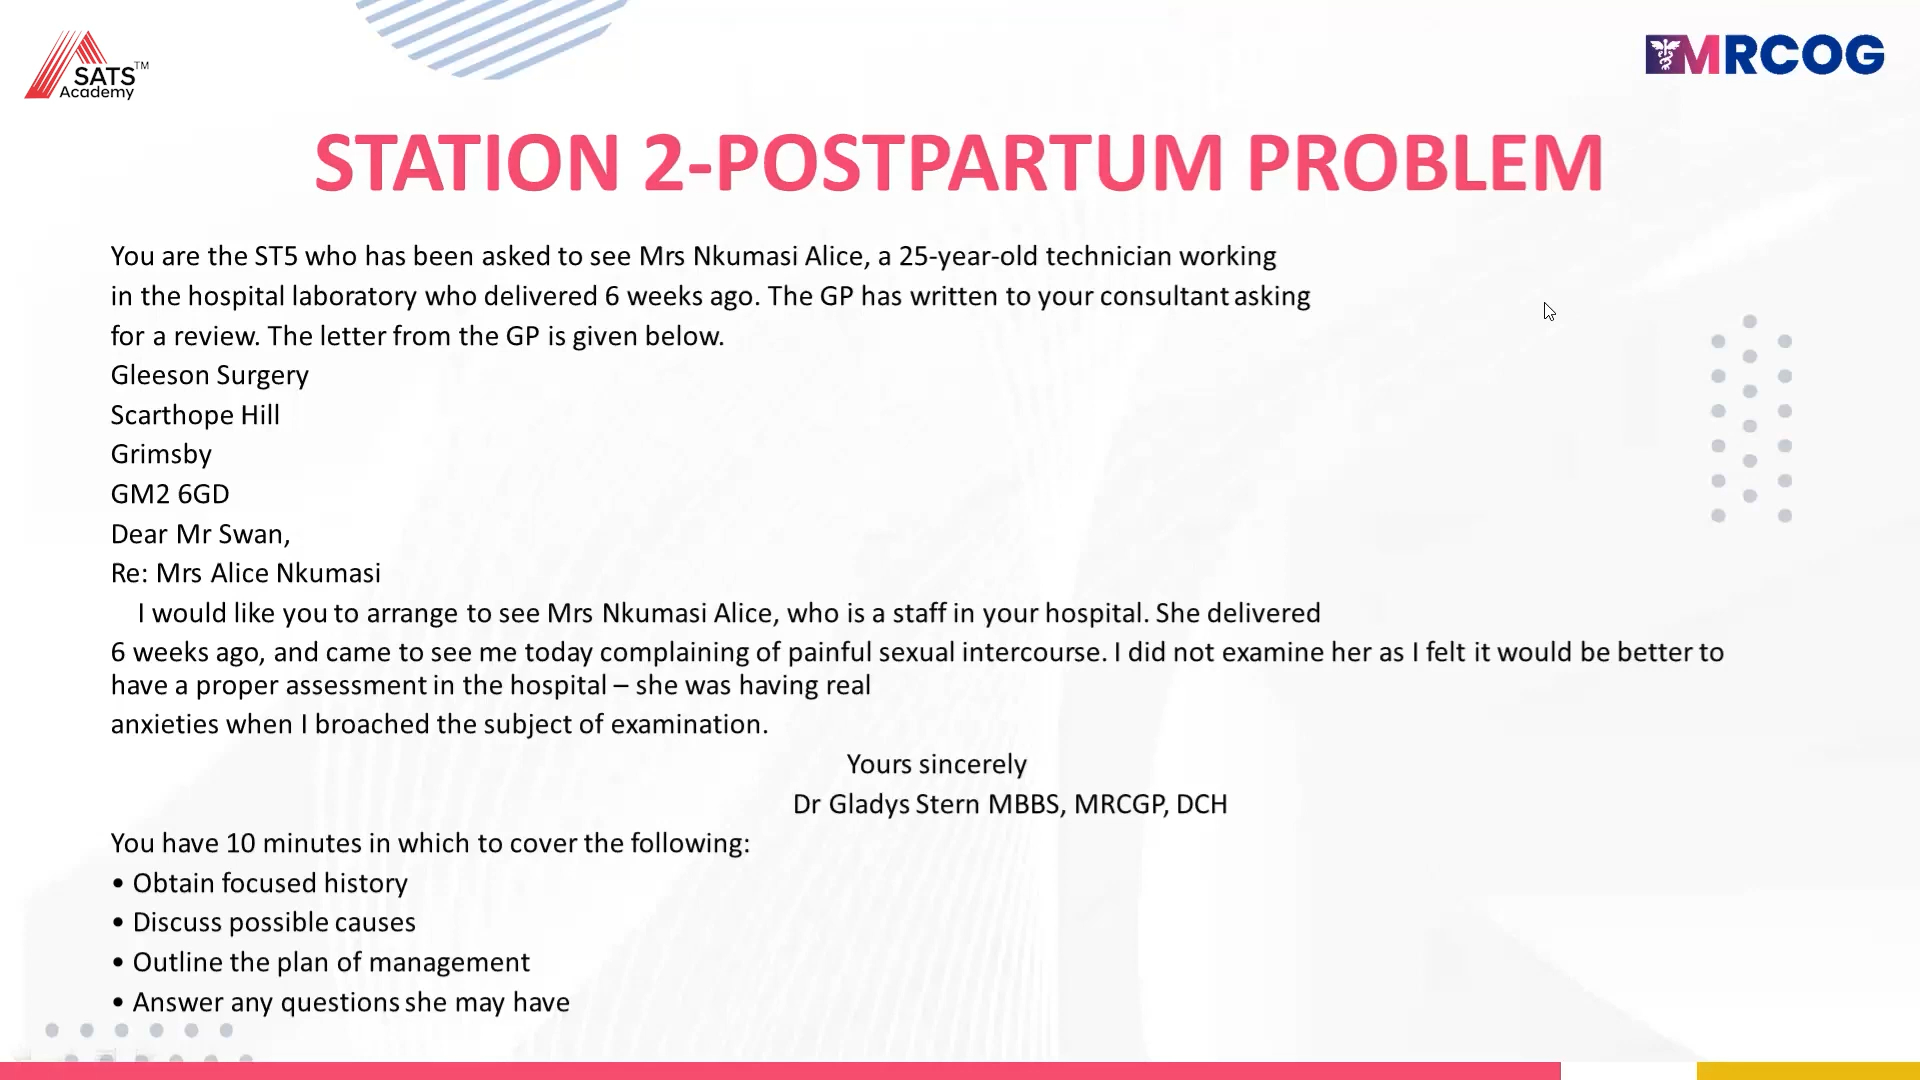 SATS™
Academy
MRCOG
STATION 2-POSTPARTUM PROBLEM
You are the ST5 who has been asked to see Mrs Nkumasi Alice, a 25-year-old technician working
in the hospital laboratory who delivered 6 weeks ago. The GP has written to your consultant asking
for a review. The letter from the GP is given below.
Gleeson Surgery
Scarthope Hill
Grimsby
GM2 6GD
Dear Mr Swan,
Re: Mrs Alice Nkumasi
I would like you to arrange to see Mrs Nkumasi Alice, who is a staff in your hospital. She delivered
6 weeks ago, and came to see me today complaining of painful sexual intercourse. I did not examine her as I felt it would be better to
have a proper assessment in the hospital – she was having real
anxieties when I broached the subject of examination.
Yours sincerely
Dr Gladys Stern MBBS, MRCGP, DCH
You have 10 minutes in which to cover the following:
• Obtain focused history
• Discuss possible causes
• Outline the plan of management
• Answer any questions she may have